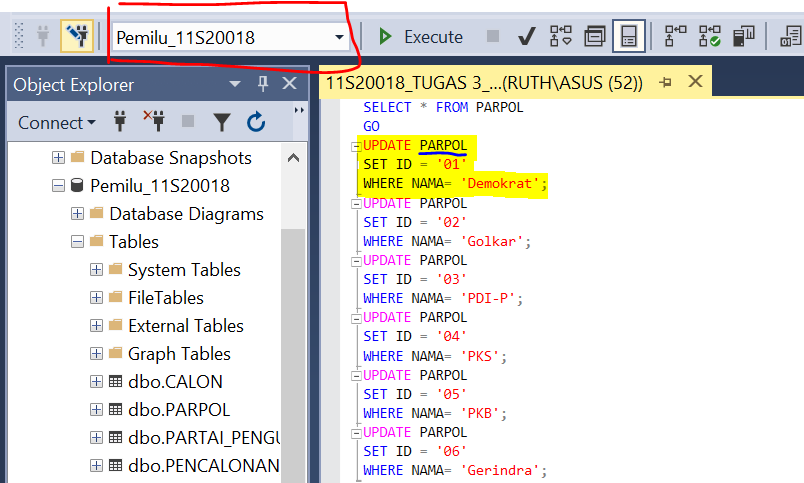 Pemilu_11S20018
Execute
Object Explorer
11S20018_TUGAS 3_...(RUTH\ASUS (52))
Connect
Database Snapshots
Pemilu_11S20018
Database Diagrams
Tables
System Tables
FileTables
External Tables
Graph Tables
dbo.CALON
dbo.PARPOL
dbo.PARTAI_PENGU
dbo.PENCALONAN
SELECT * FROM PARPOL
GO
UPDATE PARPOL
SET ID = '01'
WHERE NAMA= 'Demokrat';
UPDATE PARPOL
SET ID = '02'
WHERE NAMA= 'Golkar';
UPDATE PARPOL
SET ID = '03'
WHERE NAMA= 'PDI-P';
UPDATE PARPOL
SET ID = '04'
WHERE NAMA= 'PKS';
UPDATE PARPOL
SET ID = '05'
WHERE NAMA= 'PKB';
UPDATE PARPOL
SET ID = '06'
WHERE NAMA= 'Gerindra';